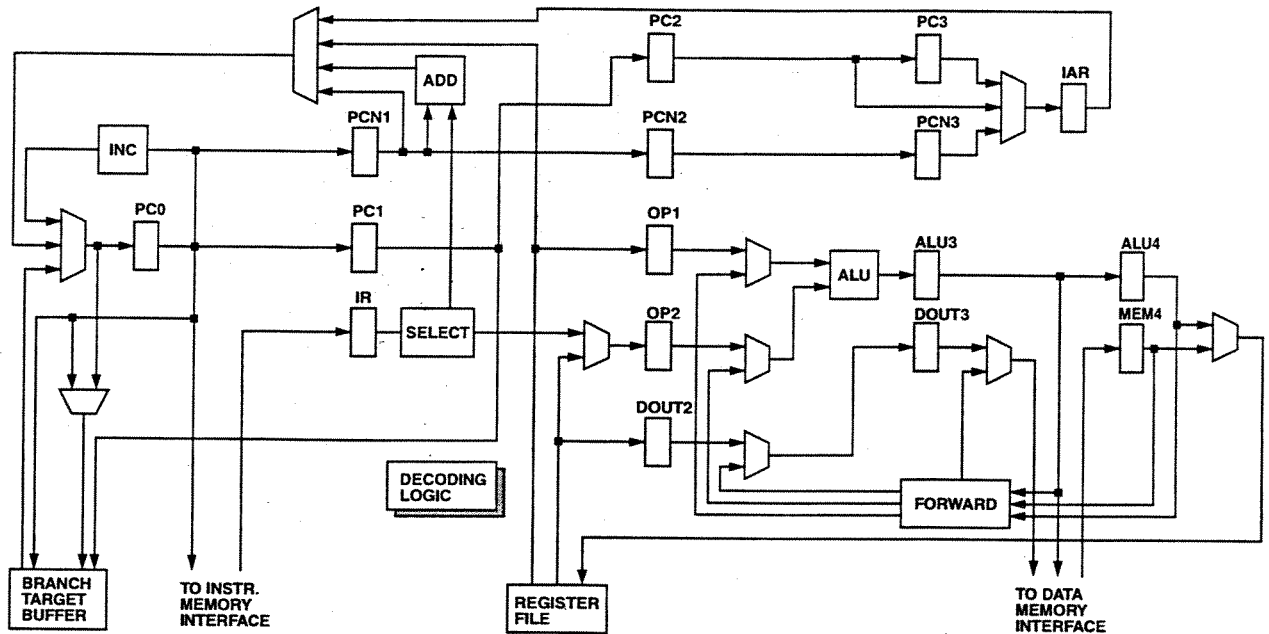 PC2
PC3
IAR
ADD
PCN1
PCN2
PCN3
INC
PC0
PC1
OP1
ALU
ALU3
ALU4
IR
SELECT
OP2
DOUT3
MEM4
DOUT2
DECODING
LOGIC
FORWARD
BRANCH
TARGET
BUFFER
TO INSTR.
MEMORY
INTERFACE
REGISTER
FILE
TO DATA
MEMORY
INTERFACE